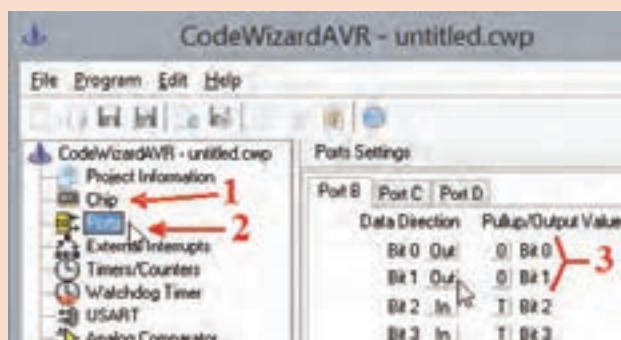 CodeWizardAVR - untitled.cwp
File Program Edit Help
CodeWizardAVR - untitled.cwp
Project Information
Chip
1
Ports
2
External Interrupts
Timers/Counters
Watchdog Timer
USART
Analog Comparator
Ports Settings
Port B Port C Port D
Data Direction Pullup/Output Value
Bit 0 Out 0 Bit 0
Bit 1 Out 0 Bit 1
3
Bit 2 In T Bit 2
Bit 3 In T Bit 3